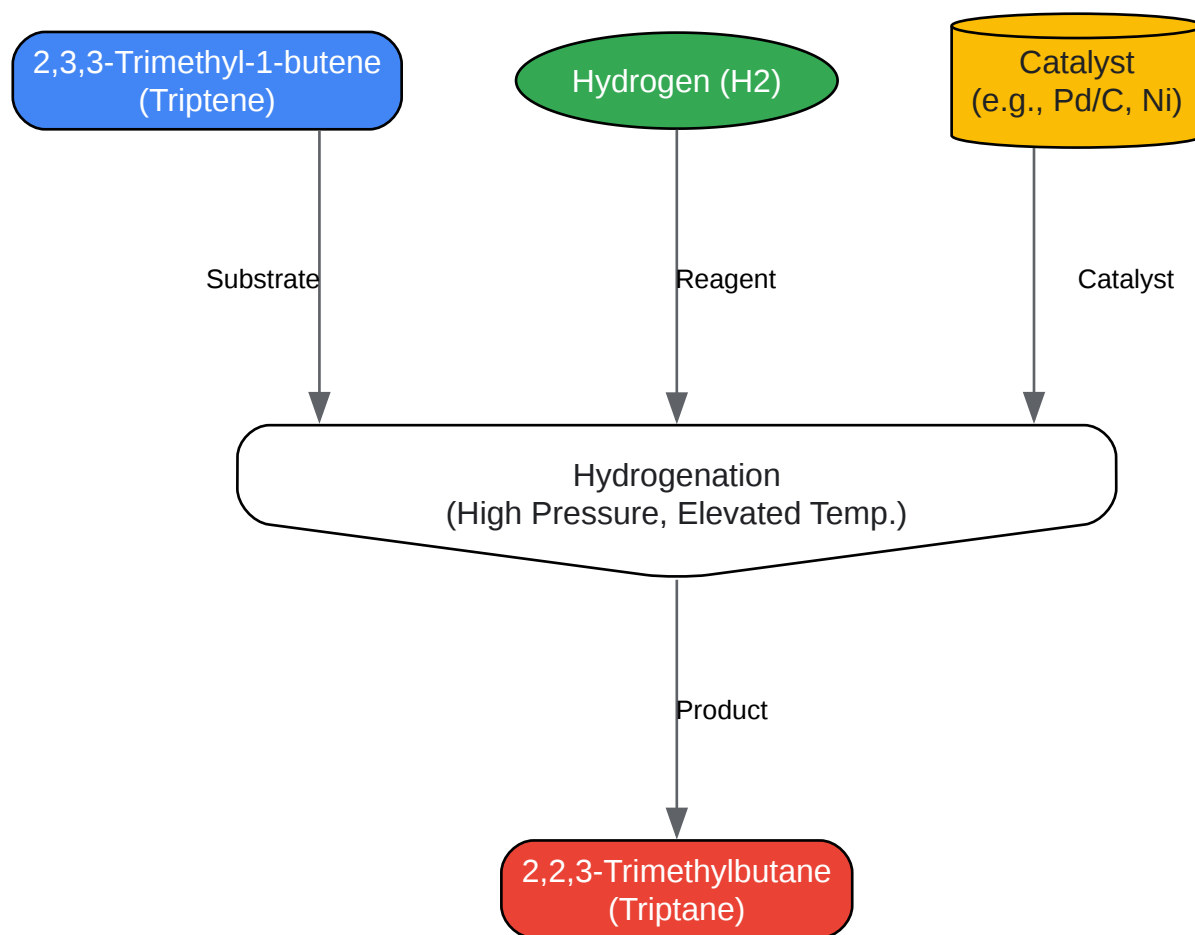 2,3,3-Trimethyl-1-butene
(Triptene)
Hydrogen (H2)
Catalyst
(e.g., Pd/C, Ni)
Substrate
Reagent
Catalyst
Hydrogenation
(High Pressure, Elevated Temp.)
Product
2,2,3-Trimethylbutane
(Triptane)